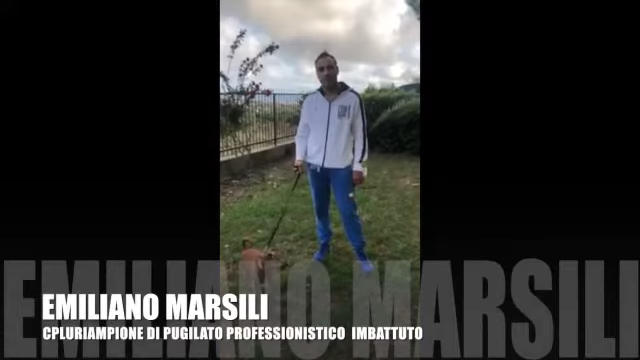 EMILIANO MARSILI
EMILIANO MARSILI
CPLURIAMPIONE DI PUGILATO PROFESSIONISTICO IMBATTUTO